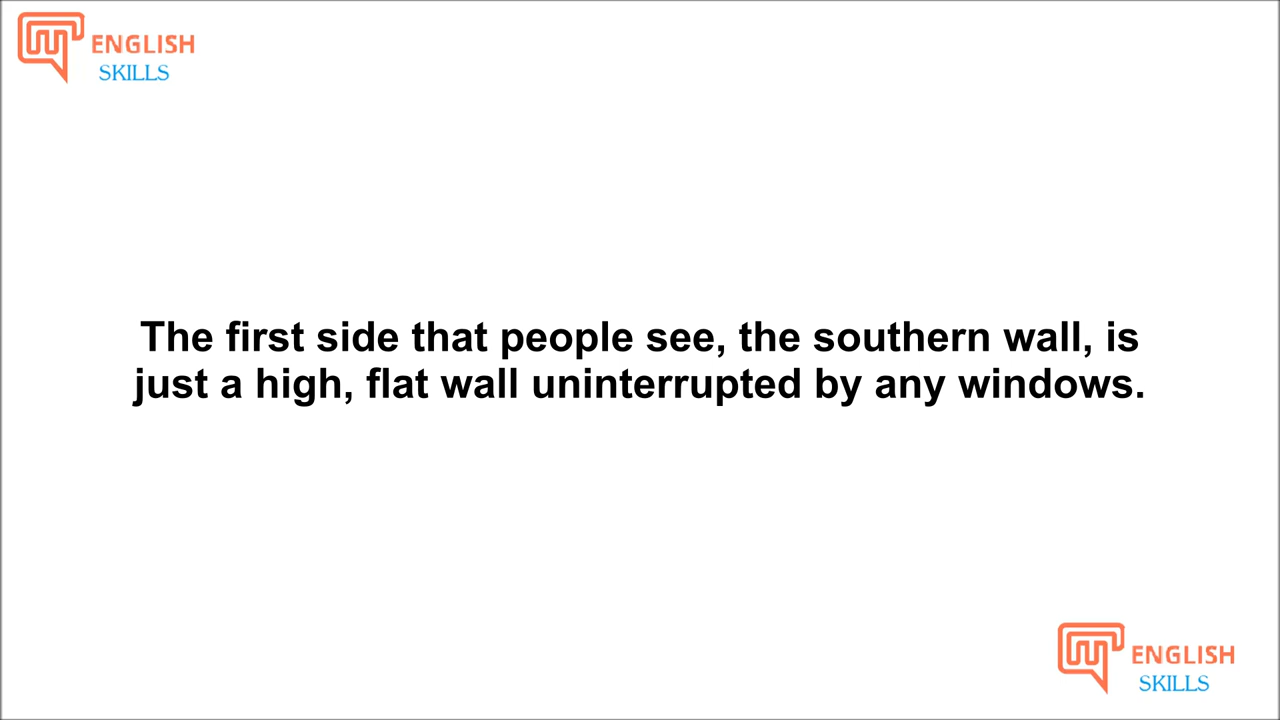 ENGLISH
SKILLS
The first side that people see, the southern wall, is
just a high, flat wall uninterrupted by any windows.
ENGLISH
SKILLS